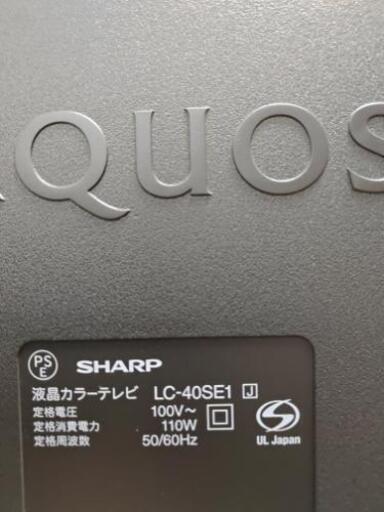 AQUOS
PSE
SHARP
液晶カラーテレビ LC-40SE1 J
定格電圧 100V～
定格消費電力 110W
定格周波数 50/60Hz
S
UL Japan